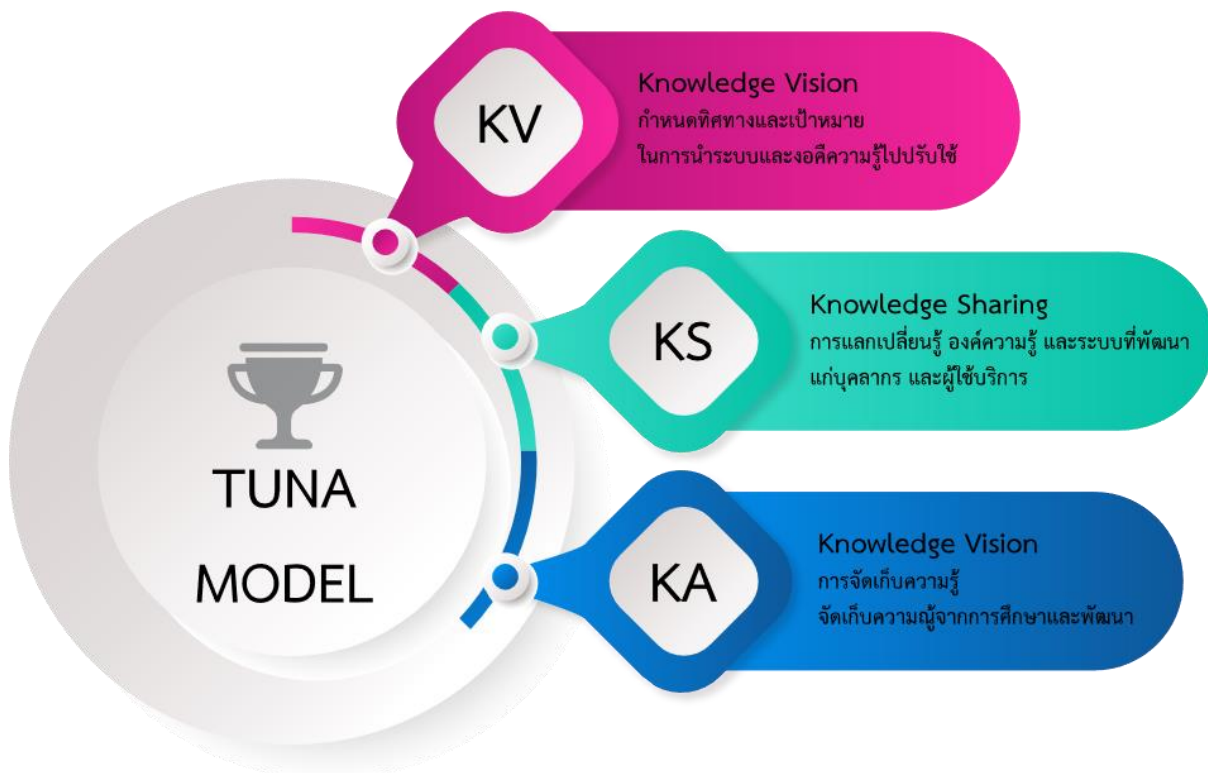 TUNA
MODEL
KV
Knowledge Vision
กำหนดทิศทางและเป้าหมาย
ในการนำระบบและงอคืความรู้ไปปรับใช้
KS
Knowledge Sharing
การแลกเปลี่ยนรู้ องค์ความรู้ และระบบที่พัฒนา
แก่บุคลากร และผู้ใช้บริการ
KA
Knowledge Vision
การจัดเก็บความรู้
จัดเก็บความณู้จากการศึกษาและพัฒนา